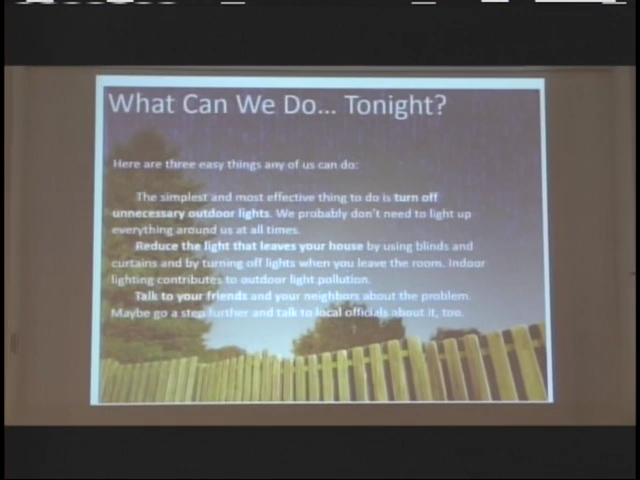 What Can We Do... Tonight?
Here are three easy things any of us can do:
The simplest and most effective thing to do is turn off
unnecessary outdoor lights. We probably don't need to light up
everything around us at all times.
Reduce the light that leaves your house by using blinds and
curtains and by turning off lights when you leave the room. Indoor
lighting contributes to outdoor light pollution.
Talk to your friends and your neighbors about the problem.
Maybe go a step further and talk to local officials about it, too.